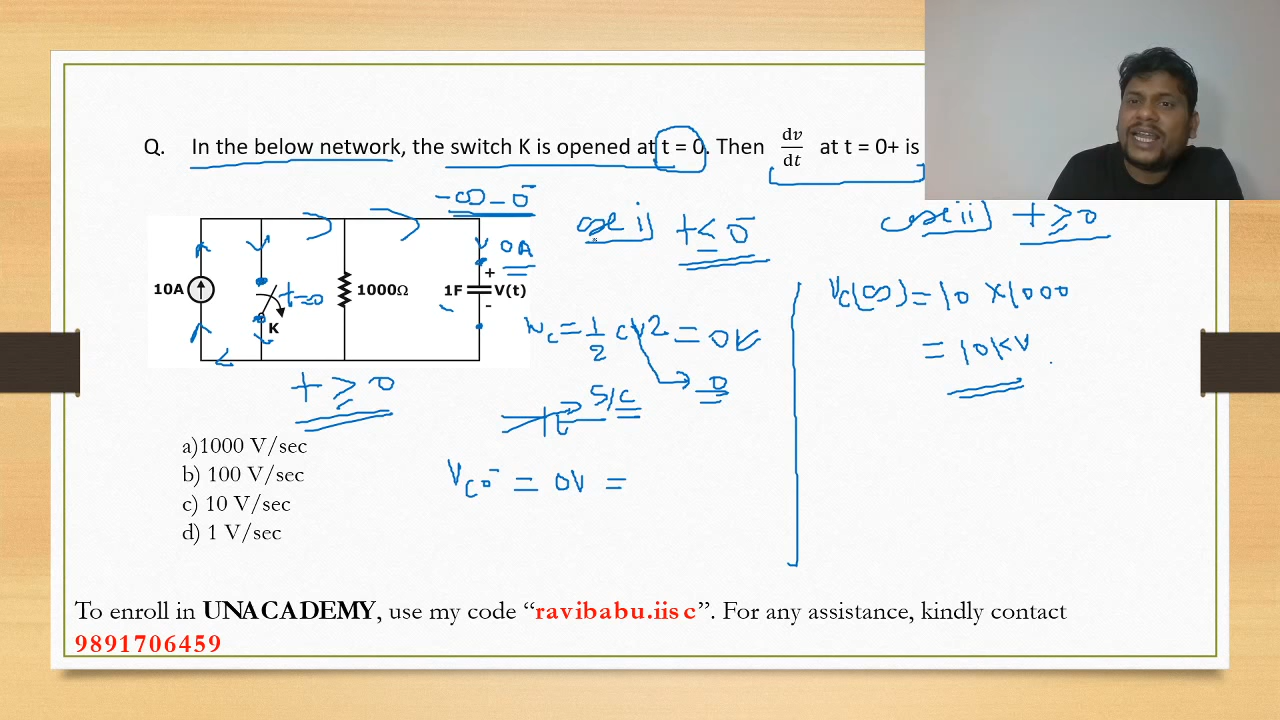 Q. In the below network, the switch K is opened at t = 0. Then dv/dt at t = 0+ is
-∞ - 0⁻
case i) t ≤ 0⁻
case ii) t ≥ 0
0A
10A
t=0
K
1000Ω
1F
+
V(t)
-
Vc(∞) = 10 × 1000
= 10KV
Wc = 1/2 CV2 = 0V
0
t ≥ 0
S/C
a)1000 V/sec
b) 100 V/sec
c) 10 V/sec
d) 1 V/sec
Vc0⁻ = 0V =
To enroll in UNACADEMY, use my code “ravibabu.iisc”. For any assistance, kindly contact
9891706459